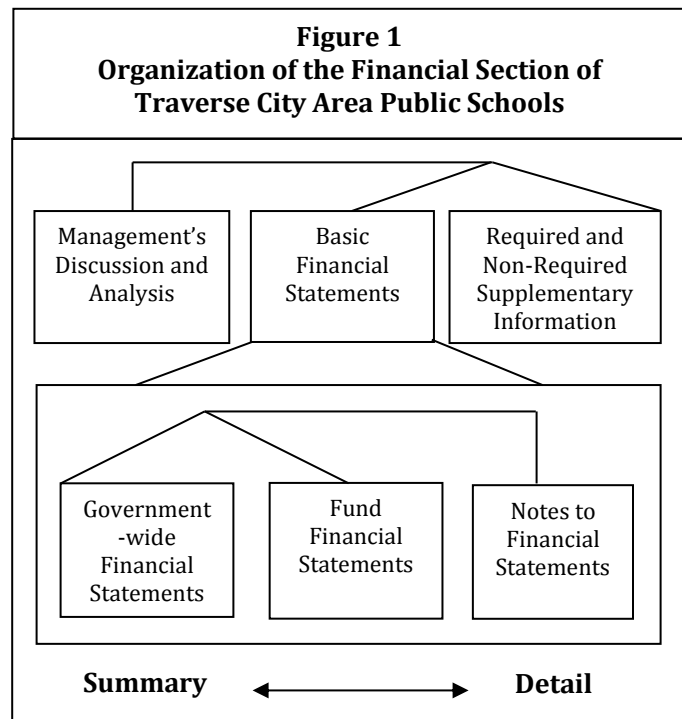 Figure 1
Organization of the Financial Section of
Traverse City Area Public Schools
Management’s
Discussion and
Analysis
Basic
Financial
Statements
Required and
Non-Required
Supplementary
Information
Government
-wide
Financial
Statements
Fund
Financial
Statements
Notes to
Financial
Statements
Summary
Detail